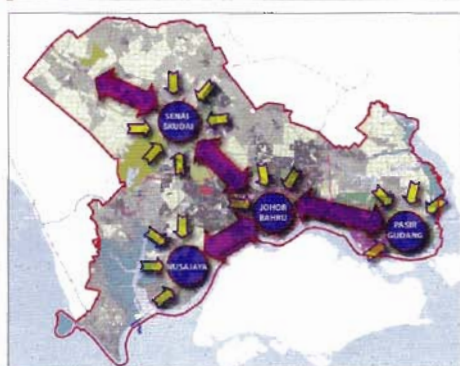 SENAI
SKUDAI
JOHOR
BAHRU
PASIR
GUDANG
NUSAJAYA